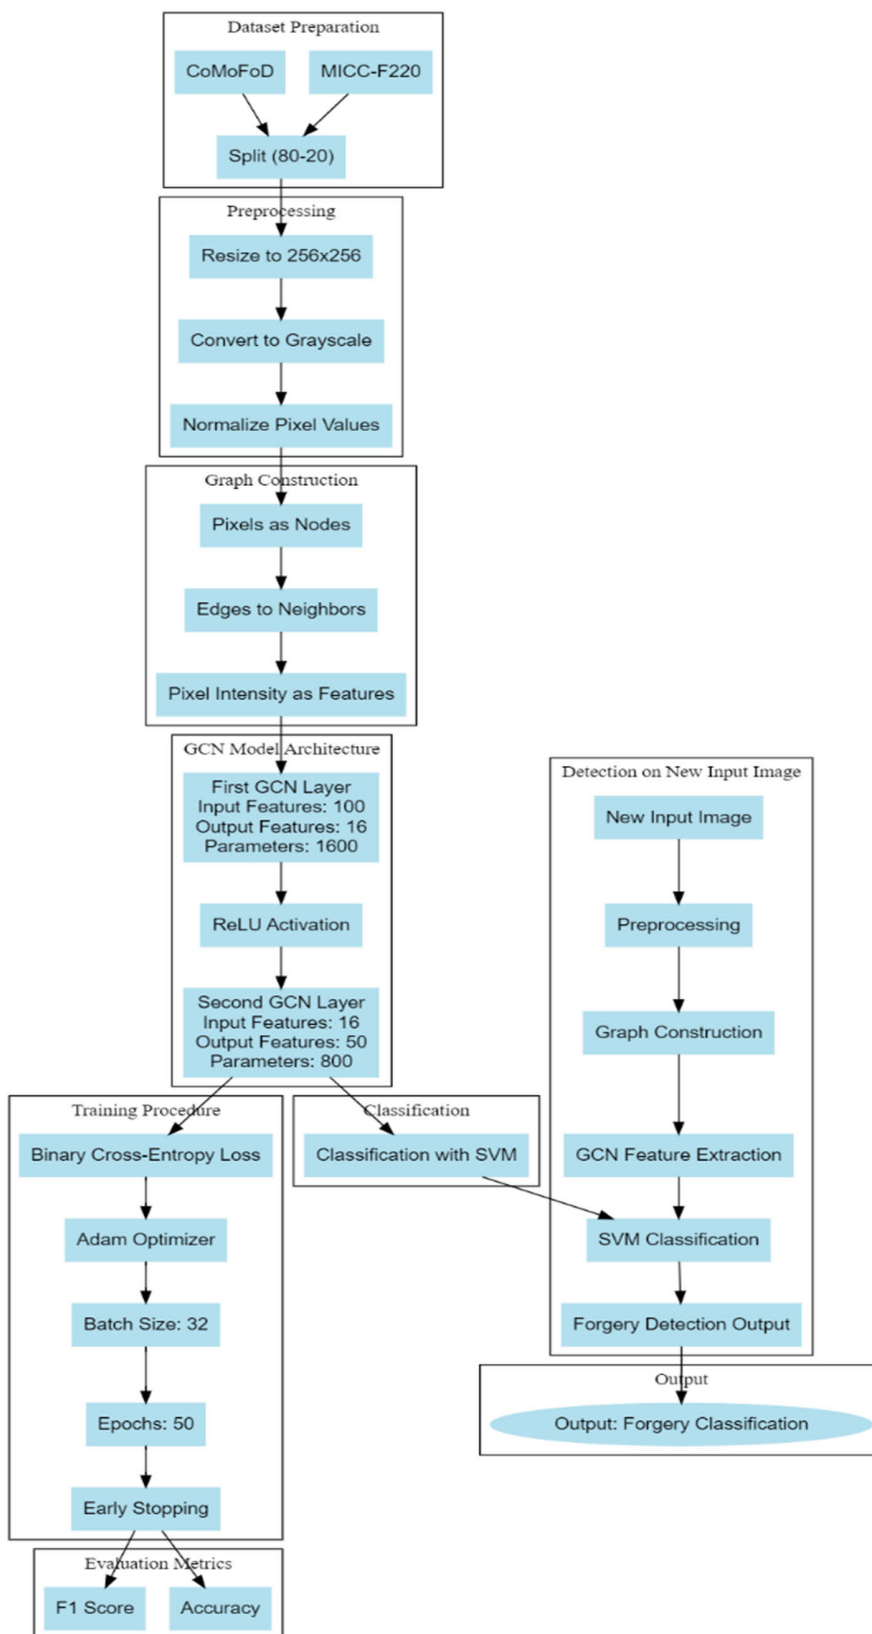 Dataset Preparation
CoMoFoD
MICC-F220
Split (80-20)
Preprocessing
Resize to 256x256
Convert to Grayscale
Normalize Pixel Values
Graph Construction
Pixels as Nodes
Edges to Neighbors
Pixel Intensity as Features
GCN Model Architecture
First GCN Layer
Input Features: 100
Output Features: 16
Parameters: 1600
ReLU Activation
Second GCN Layer
Input Features: 16
Output Features: 50
Parameters: 800
Training Procedure
Binary Cross-Entropy Loss
Adam Optimizer
Batch Size: 32
Epochs: 50
Early Stopping
Evaluation Metrics
F1 Score
Accuracy
Classification
Classification with SVM
Detection on New Input Image
New Input Image
Preprocessing
Graph Construction
GCN Feature Extraction
SVM Classification
Forgery Detection Output
Output
Output: Forgery Classification